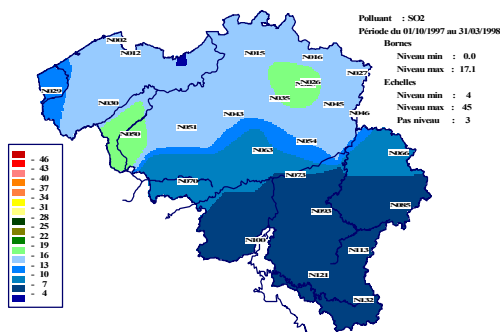 Polluant : SO2
Période du 01/10/1997 au 31/03/1998
Bornes
Niveau min : 0.0
Niveau max : 17.1
Echelles
Niveau min : 4
Niveau max : 45
Pas niveau : 3
N002
N012
N015
N016
N027
N029
N026
N035
N030
N045
N046
N043
N050
N051
N054
N063
N066
N073
N070
N093
N085
N100
N113
N121
N132
- 46
- 43
- 40
- 37
- 34
- 31
- 28
- 25
- 22
- 19
- 16
- 13
- 10
- 7
- 4